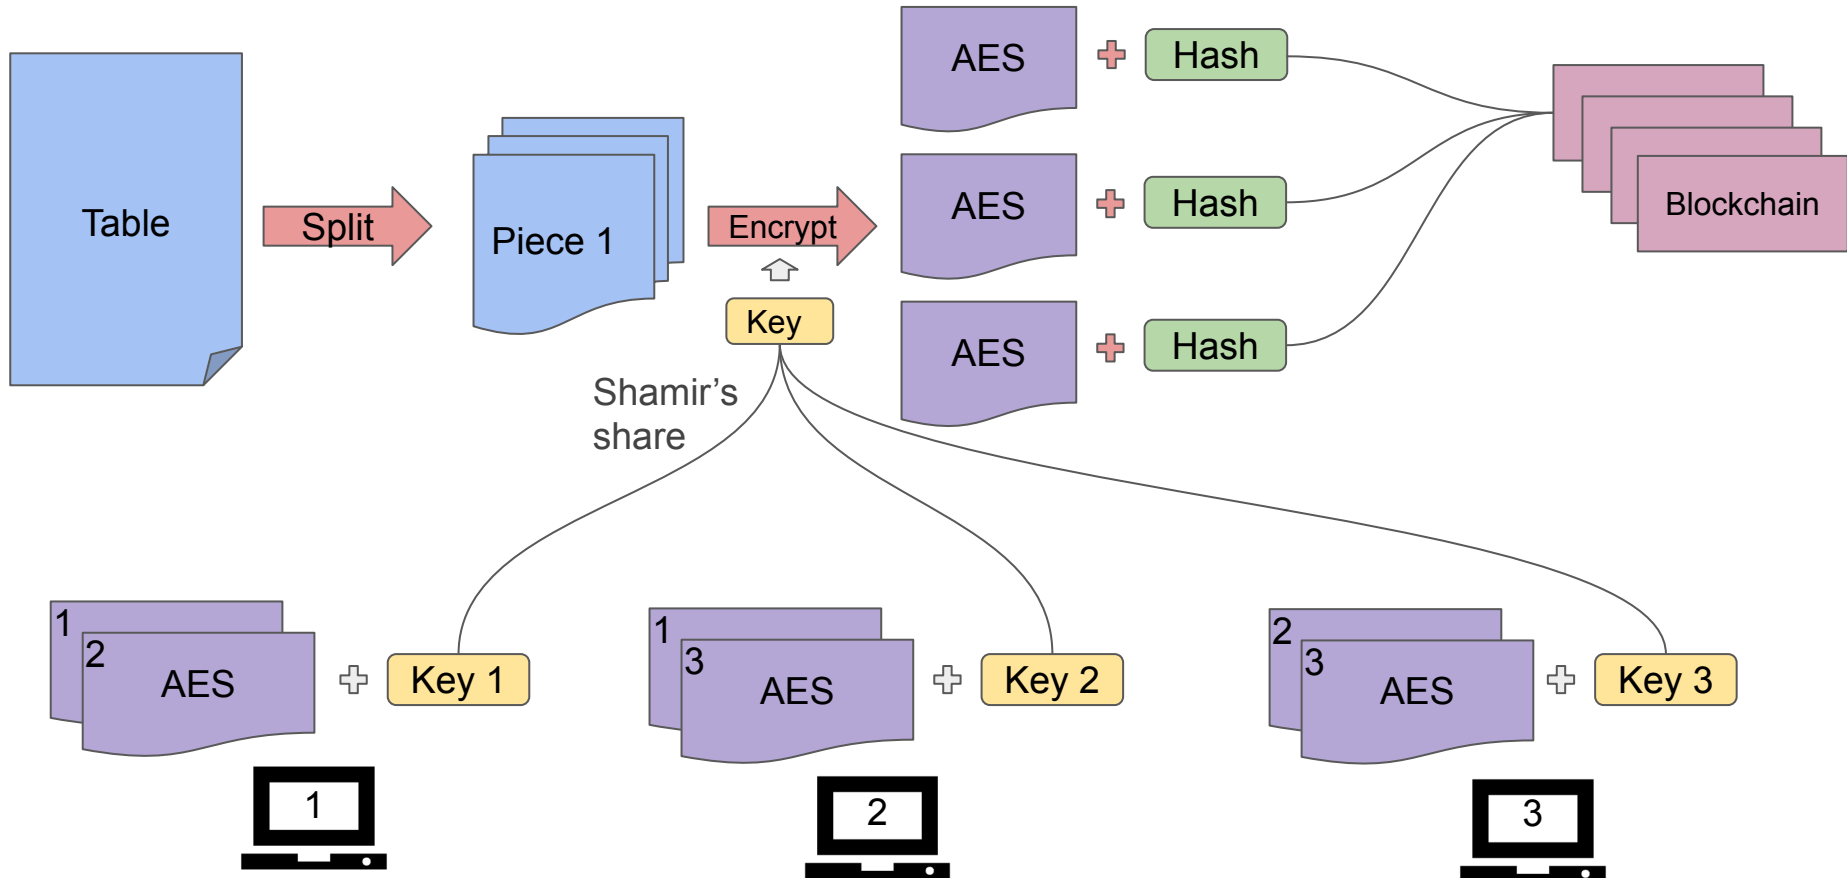 Table
Split
Piece 1
Encrypt
Key
AES
Hash
AES
Hash
AES
Hash
Blockchain
Shamir’s
share
1
2
AES
Key 1
1
3
AES
Key 2
2
3
AES
Key 3
1
2
3